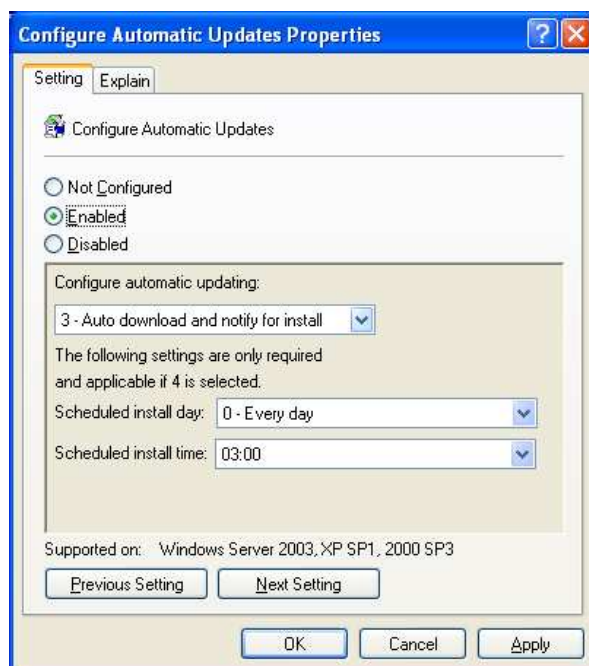 Configure Automatic Updates Properties
Setting
Explain
Configure Automatic Updates
Not Configured
Enabled
Disabled
Configure automatic updating:
3 - Auto download and notify for install
The following settings are only required
and applicable if 4 is selected.
Scheduled install day: 0 - Every day
Scheduled install time: 03:00
Supported on: Windows Server 2003, XP SP1, 2000 SP3
Previous Setting
Next Setting
OK
Cancel
Apply